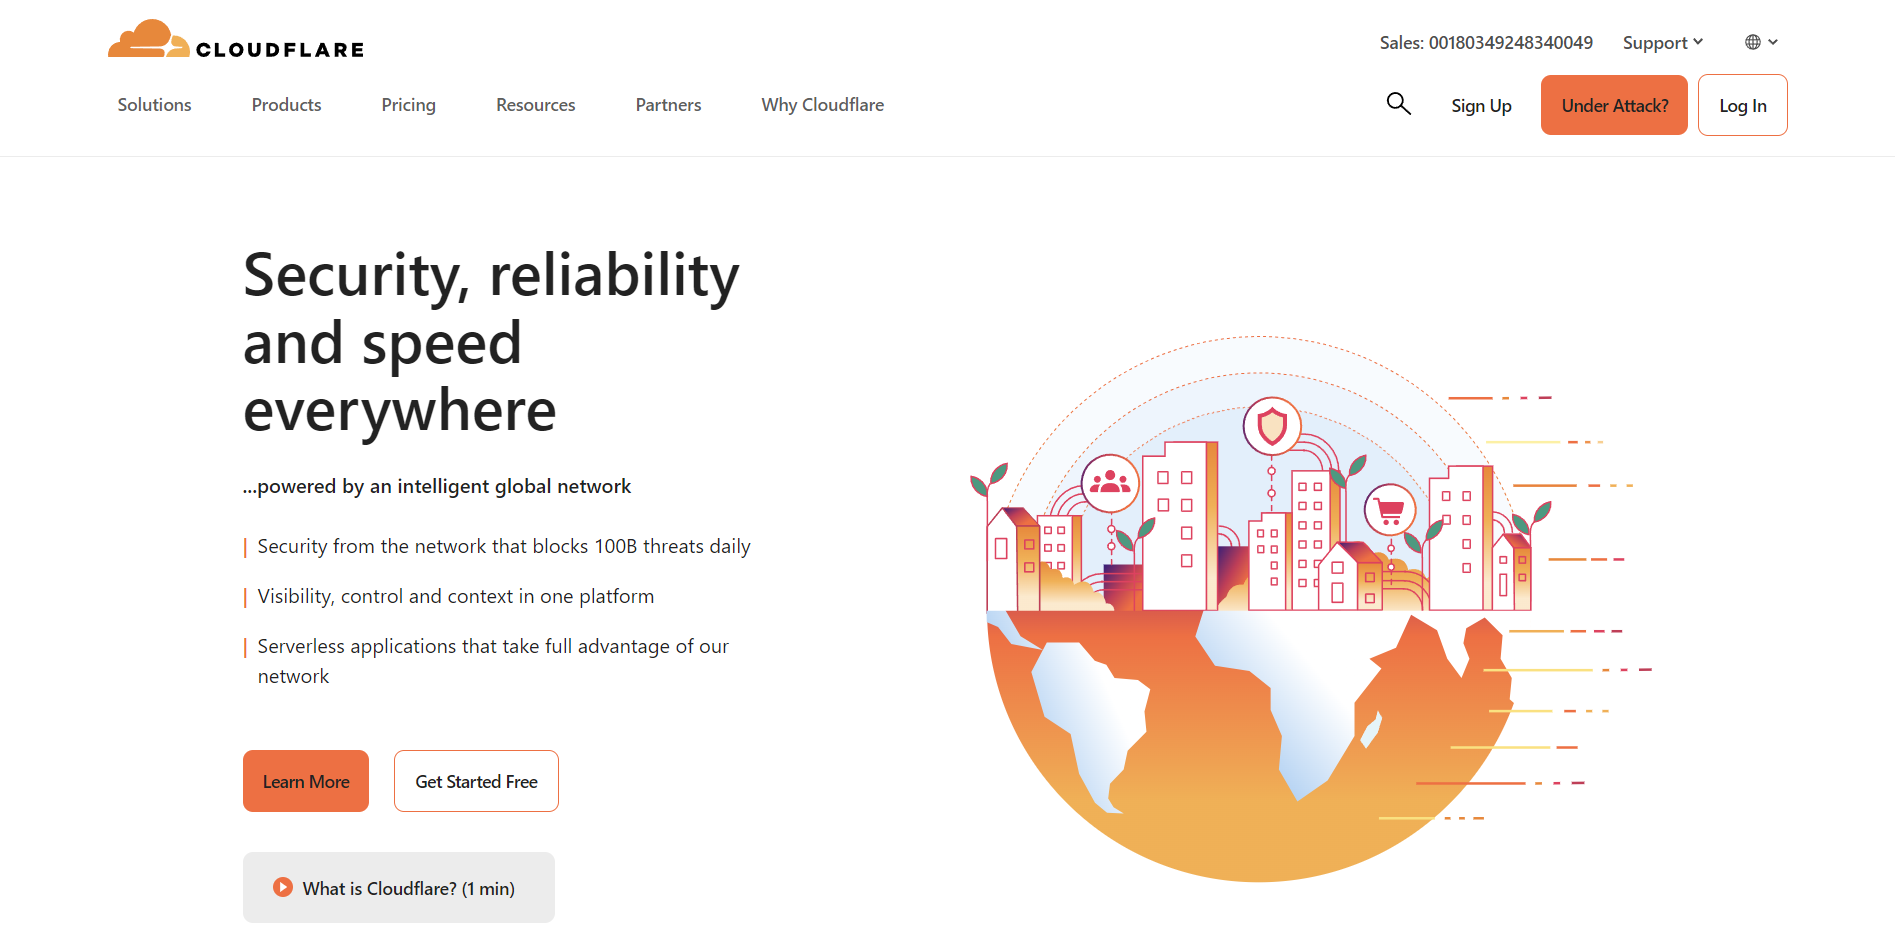 CLOUDFLARE
Sales: 00180349248340049
Support
Solutions
Products
Pricing
Resources
Partners
Why Cloudflare
Sign Up
Under Attack?
Log In
Security, reliability
and speed
everywhere
...powered by an intelligent global network
Security from the network that blocks 100B threats daily
Visibility, control and context in one platform
Serverless applications that take full advantage of our
network
Learn More
Get Started Free
What is Cloudflare? (1 min)